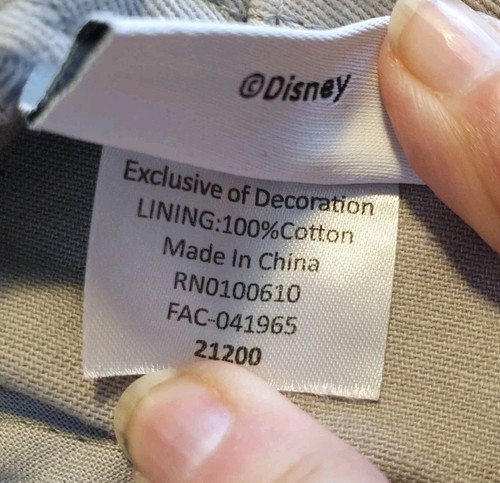 ©Disney
Exclusive of Decoration
LINING:100%Cotton
Made In China
RN0100610
FAC-041965
21200